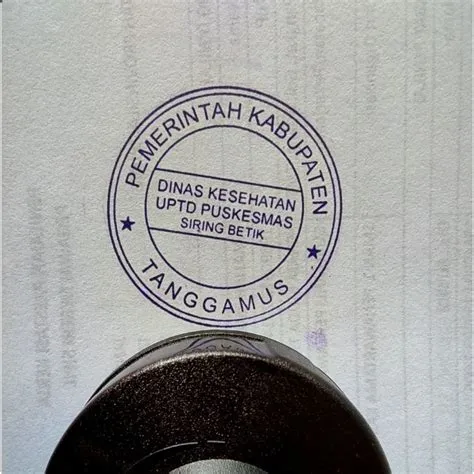 PEMERINTAH KABUPATEN
DINAS KESEHATAN
UPTD PUSKESMAS
SIRING BETIK
TANGGAMUS